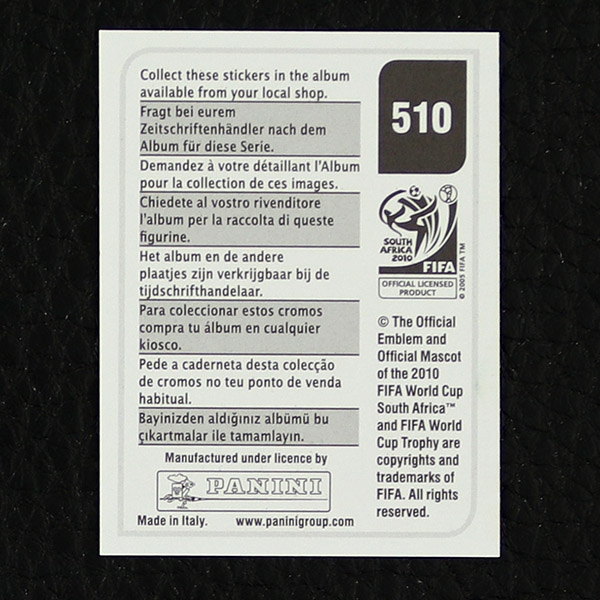 Collect these stickers in the album
available from your local shop.
Fragt bei eurem
Zeitschriftenhändler nach dem
Album für diese Serie.
Demandez à votre détaillant l'Album
pour la collection de ces images.
Chiedete al vostro rivenditore
l'album per la raccolta di queste
figurine.
Het album en de andere
plaatjes zijn verkrijgbaar bij de
tijdschrifthandelaar.
Para coleccionar estos cromos
compra tu álbum en cualquier
kiosco.
Pede a caderneta desta colecção
de cromos no teu ponto de venda
habitual.
Bayinizden aldığınız albümü bu
çıkartmalar ile tamamlayın.
Manufactured under licence by
PANINI
Made in Italy. www.paninigroup.com
510
SOUTH
AFRICA
2010
FIFA
OFFICIAL LICENSED
PRODUCT
© 2005 FIFA TM
© The Official
Emblem and
Official Mascot
of the 2010
FIFA World Cup
South Africa™
and FIFA World
Cup Trophy are
copyrights and
trademarks of
FIFA. All rights
reserved.